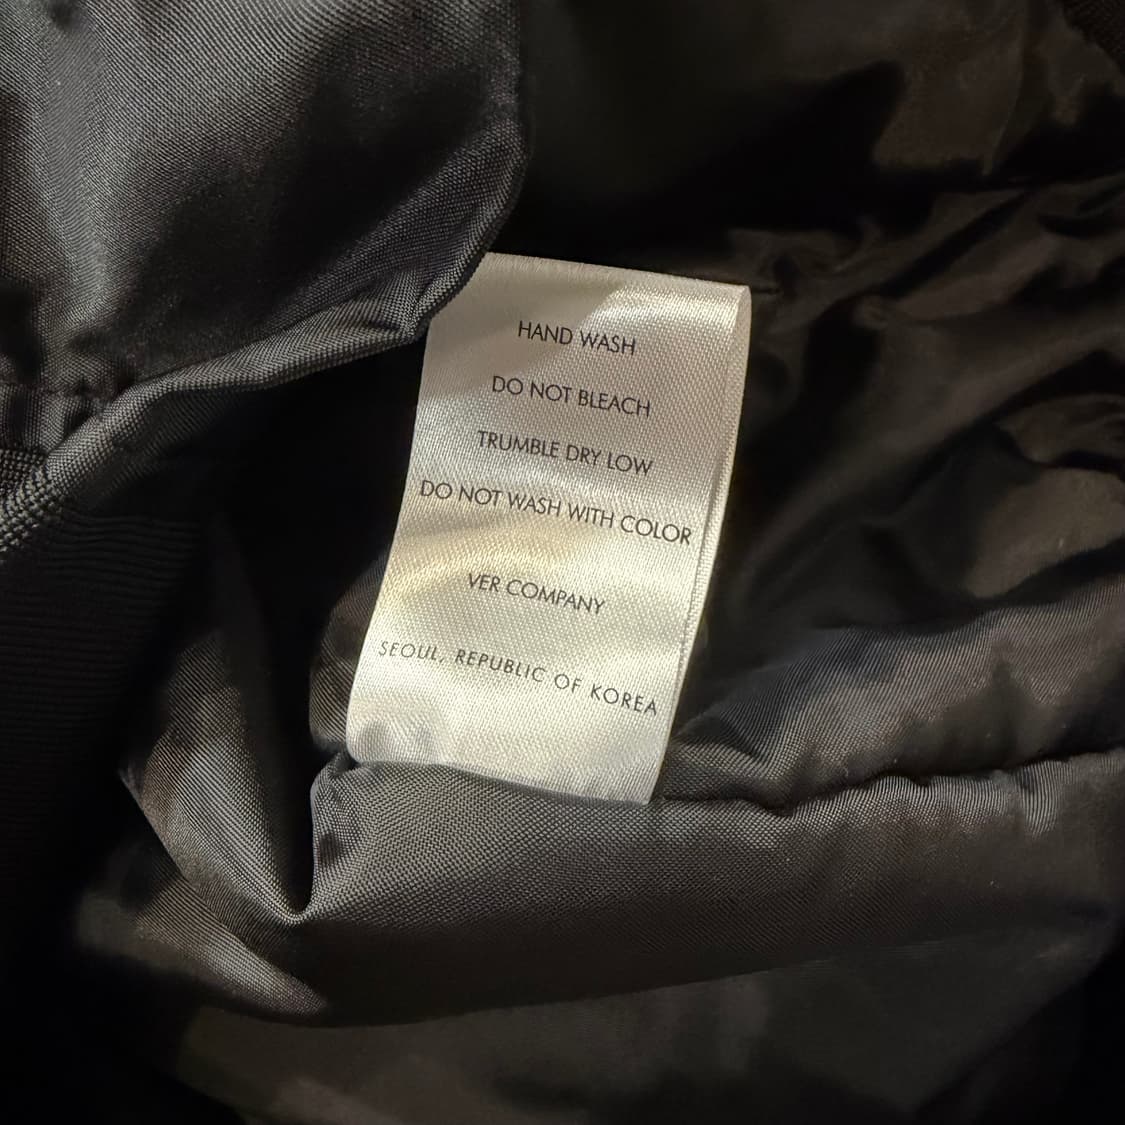 HAND WASH
DO NOT BLEACH
TRUMBLE DRY LOW
DO NOT WASH WITH COLOR
VER COMPANY
SEOUL, REPUBLIC OF KOREA